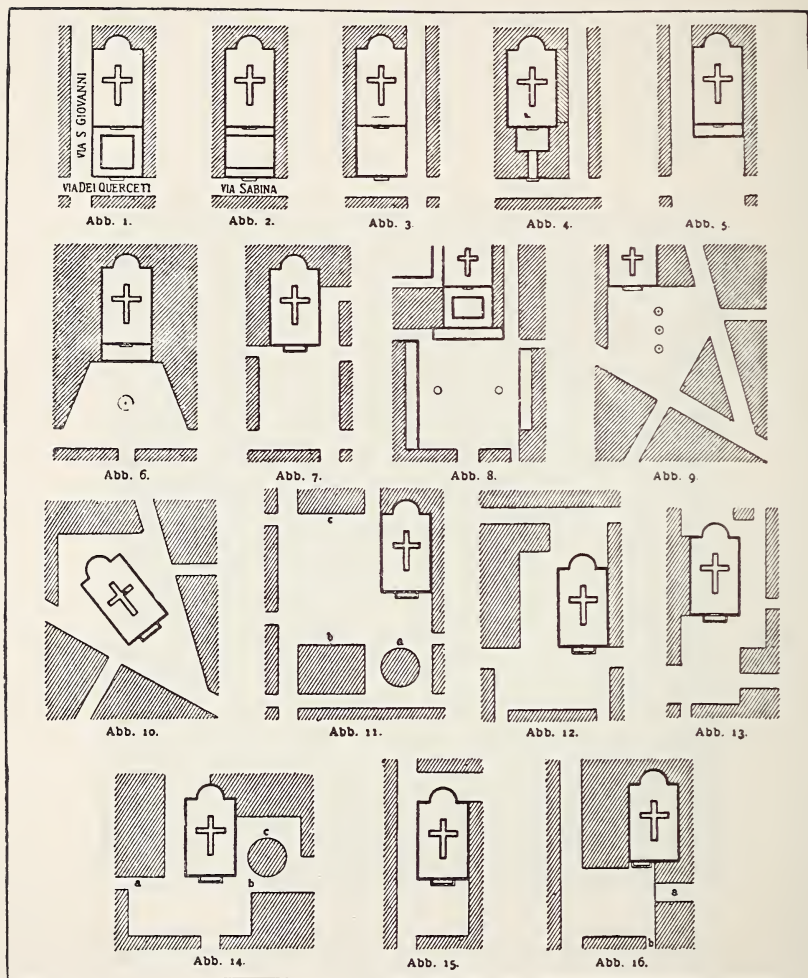 VIA S GIOVANNI
VIA DEI QUERCETI
VIA SABINA
Abb. 1.
Abb. 2.
Abb. 3
Abb. 4.
Abb. 5.
Abb. 6.
Abb. 7.
Abb. 8.
Abb. 9.
c
b
a
Abb. 10.
Abb. 11.
Abb. 12.
Abb. 13.
c
a
b
a
b
Abb. 14.
Abb. 15.
Abb. 16.